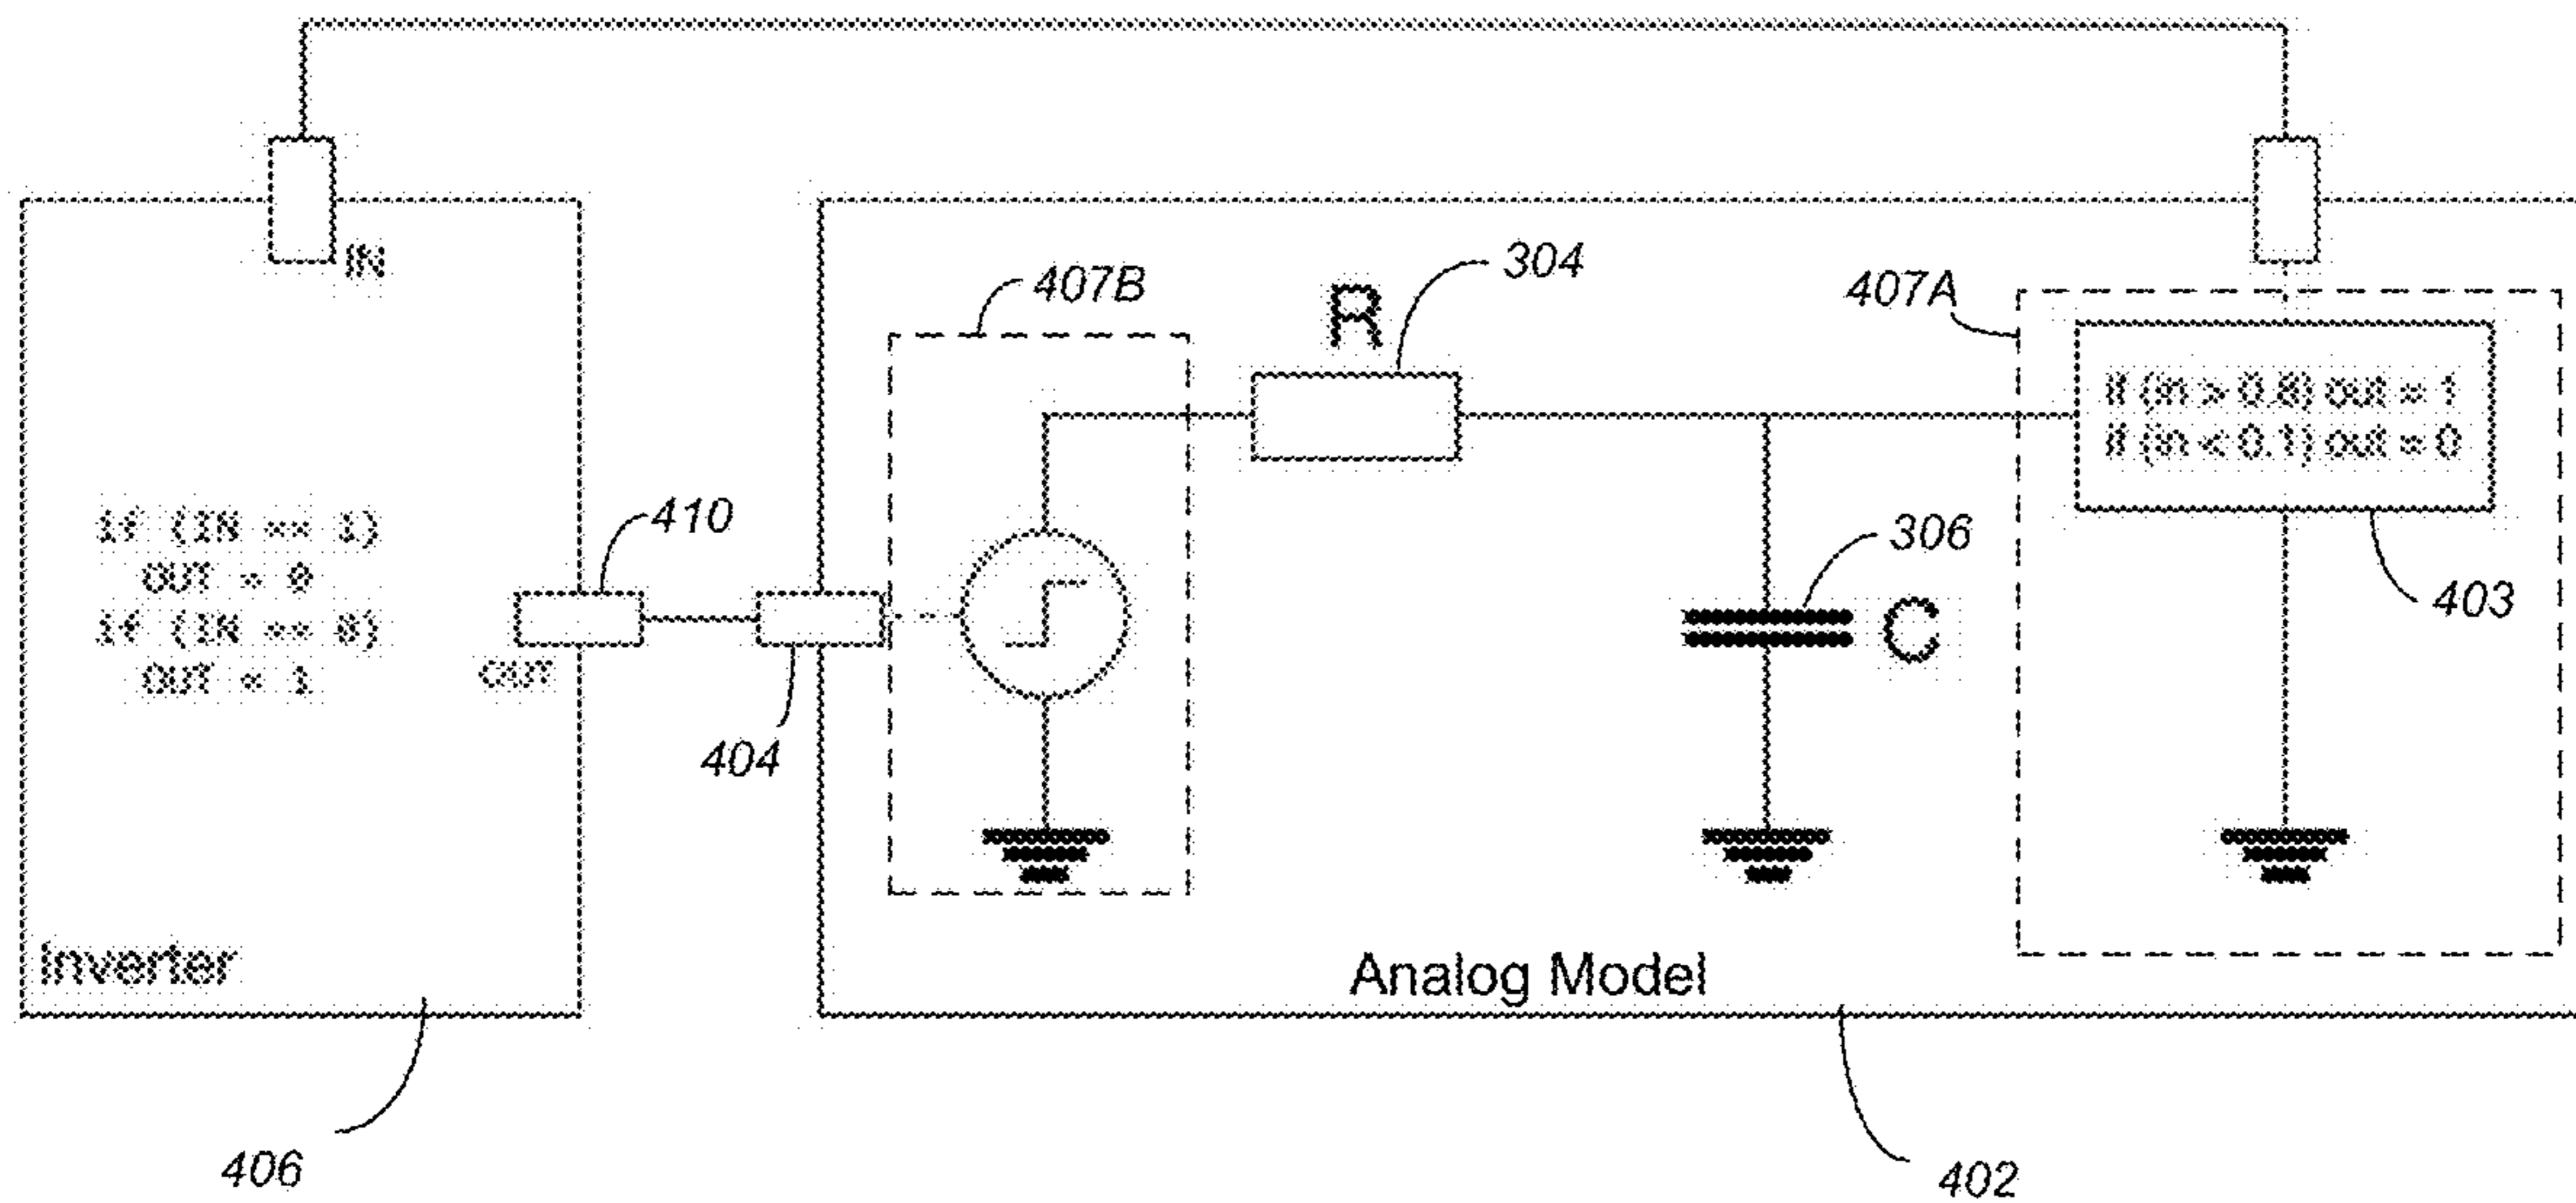 IN
if (IN == 1)
OUT = 0
if (IN == 0)
OUT = 1
OUT
410
404
Inverter
406
407B
R
304
407A
if (in > 0.8) out = 1
if (in < 0.1) out = 0
403
306
C
Analog Model
402